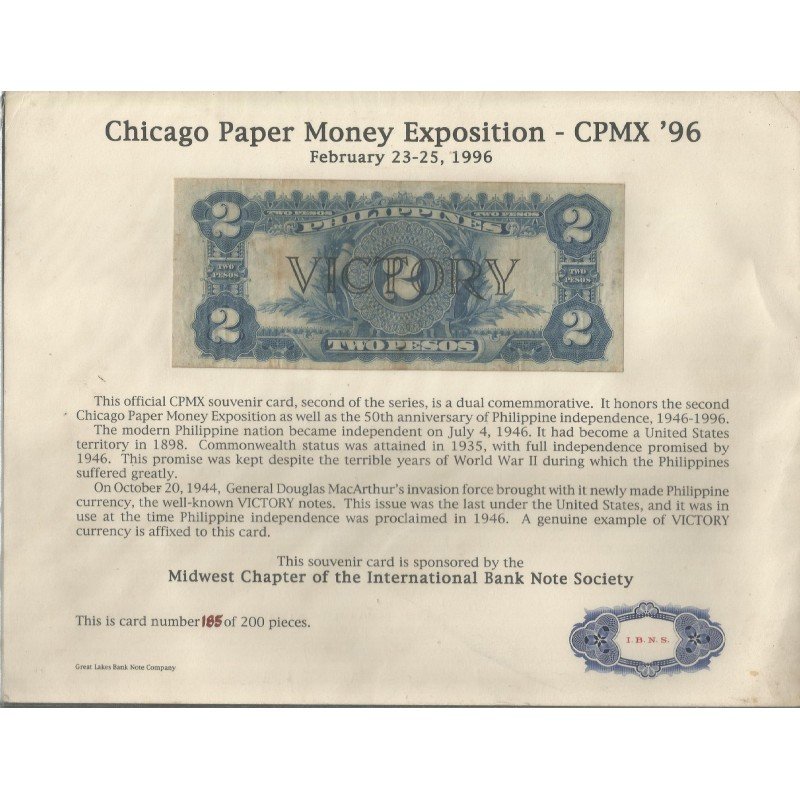 Chicago Paper Money Exposition - CPMX '96
February 23-25, 1996
2 TWO PESOS PHILIPPINES TWO PESOS 2
TWO PESOS VICTORY 2 TWO PESOS
2 TWO PESOS 2
This official CPMX souvenir card, second of the series, is a dual commemorative. It honors the second
Chicago Paper Money Exposition as well as the 50th anniversary of Philippine independence, 1946-1996.
The modern Philippine nation became independent on July 4, 1946. It had become a United States
territory in 1898. Commonwealth status was attained in 1935, with full independence promised by
1946. This promise was kept despite the terrible years of World War II during which the Philippines
suffered greatly.
On October 20, 1944, General Douglas MacArthur's invasion force brought with it newly made Philippine
currency, the well-known VICTORY notes. This issue was the last under the United States, and it was in
use at the time Philippine independence was proclaimed in 1946. A genuine example of VICTORY
currency is affixed to this card.
This souvenir card is sponsored by the
Midwest Chapter of the International Bank Note Society
This is card number 185 of 200 pieces.
I.B.N.S.
Great Lakes Bank Note Company